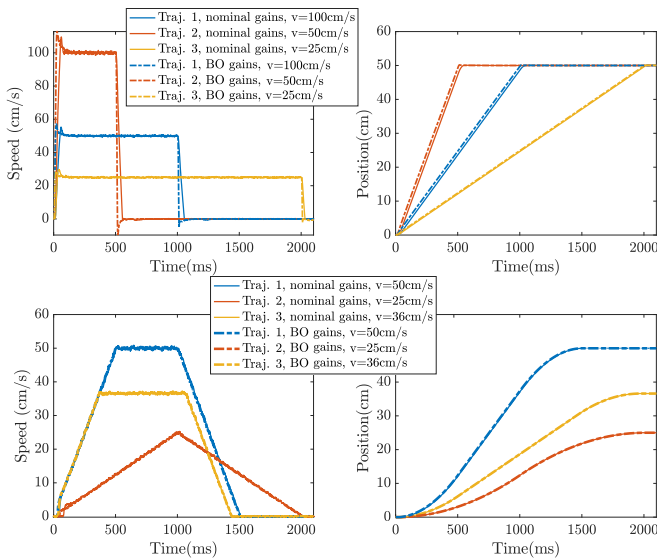 Traj. 1, nominal gains, v=100cm/s
Traj. 2, nominal gains, v=50cm/s
Traj. 3, nominal gains, v=25cm/s
Traj. 1, BO gains, v=100cm/s
Traj. 2, BO gains, v=50cm/s
Traj. 3, BO gains, v=25cm/s
Speed (cm/s)
100
80
60
40
20
0
0
500
1000
1500
2000
Time(ms)
Position(cm)
60
50
40
30
20
10
0
0
500
1000
1500
2000
Time(ms)
Traj. 1, nominal gains, v=50cm/s
Traj. 2, nominal gains, v=25cm/s
Traj. 3, nominal gains, v=36cm/s
Traj. 1, BO gains, v=50cm/s
Traj. 2, BO gains, v=25cm/s
Traj. 3, BO gains, v=36cm/s
Speed (cm/s)
60
50
40
30
20
10
0
0
500
1000
1500
2000
Time(ms)
Position(cm)
60
50
40
30
20
10
0
0
500
1000
1500
2000
Time(ms)